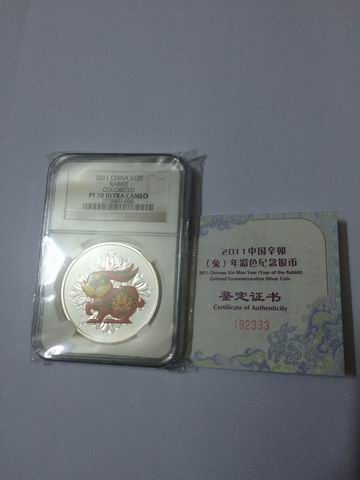 2011 CHINA S10Y
RABBIT
COLORIZED
PF 70 ULTRA CAMEO
2011中国辛卯
(兔)年彩色纪念银币
2011 Chinese Xin Mao Year (Year of the Rabbit)
Colored Commemorative Silver Coin
鉴定证书
192333
Certificate of Authenticity